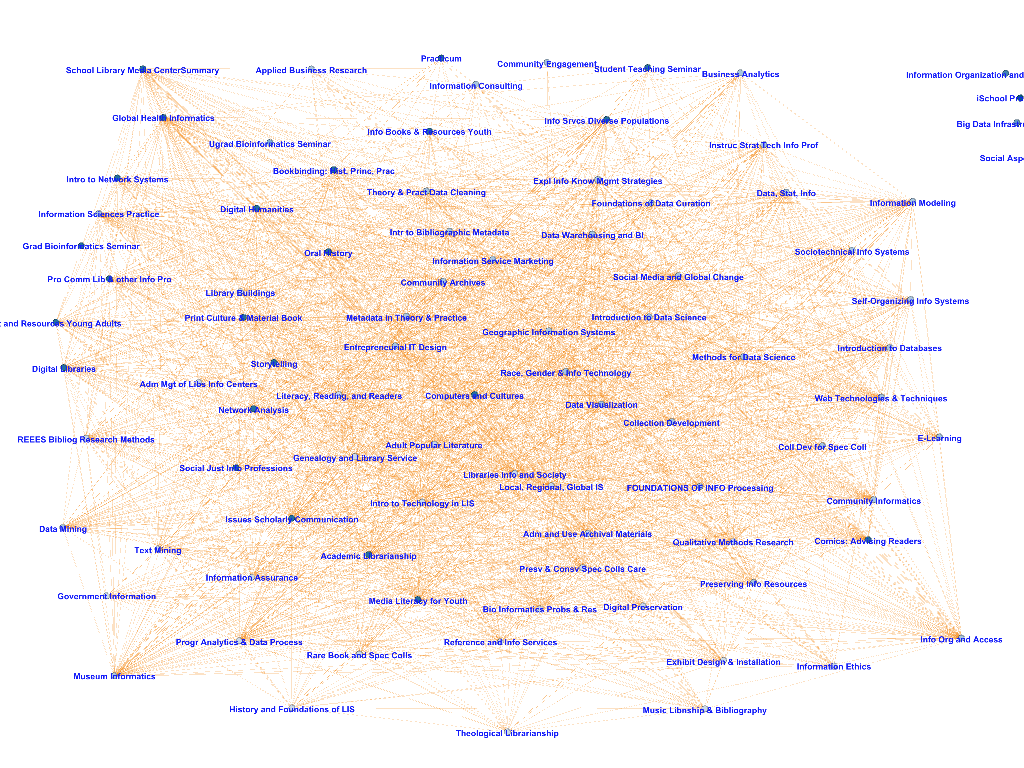 Practicum
Community Engagement
School Library Media CenterSummary
Applied Business Research
Student Teaching Seminar
Business Analytics
Information Organization and
Information Consulting
iSchool Pr
Global Health Informatics
Info Srvcs Diverse Populations
Big Data Infrastr
Info Books & Resources Youth
Ugrad Bioinformatics Seminar
Instruc Strat Tech Info Prof
Social Aspe
Bookbinding: Hist. Princ, Prac
Intro to Network Systems
Expl Info Know Mgmt Strategies
Theory & Pract Data Cleaning
Data, Stat. Info
Foundations of Data Curation
Information Modeling
Digital Humanities
Information Sciences Practice
Intr to Bibliographic Metadata
Data Warehousing and BI
Grad Bioinformatics Seminar
Oral History
Sociotechnical Info Systems
Information Service Marketing
Pro Comm Lib & other Info Pro
Social Media and Global Change
Community Archives
Library Buildings
Self-Organizing Info Systems
Print Culture & Material Book
Metadata in Theory & Practice
Introduction to Data Science
t and Resources Young Adults
Geographic Information Systems
Entrepreneurial IT Design
Introduction to Databases
Methods for Data Science
Storytelling
Digital Libraries
Race, Gender & Info Technology
Adm Mgt of Libs Info Centers
Literacy, Reading, and Readers
Computers and Cultures
Web Technologies & Techniques
Data Visualization
Network Analysis
Collection Development
REEES Bibliog Research Methods
E-Learning
Adult Popular Literature
Coll Dev for Spec Coll
Genealogy and Library Service
Social Just Info Professions
Libraries Info and Society
Local, Regional, Global IS
FOUNDATIONS OF INFO Processing
Intro to Technology in LIS
Community Informatics
Issues Scholarly Communication
Data Mining
Adm and Use Archival Materials
Qualitative Methods Research
Comics: Advising Readers
Text Mining
Academic Librarianship
Presv & Consv Spec Colls Care
Information Assurance
Preserving Info Resources
Government Information
Media Literacy for Youth
Bio Informatics Probs & Res
Digital Preservation
Progr Analytics & Data Process
Reference and Info Services
Info Org and Access
Rare Book and Spec Colls
Exhibit Design & Installation
Information Ethics
Museum Informatics
History and Foundations of LIS
Music Libnship & Bibliography
Theological Librarianship